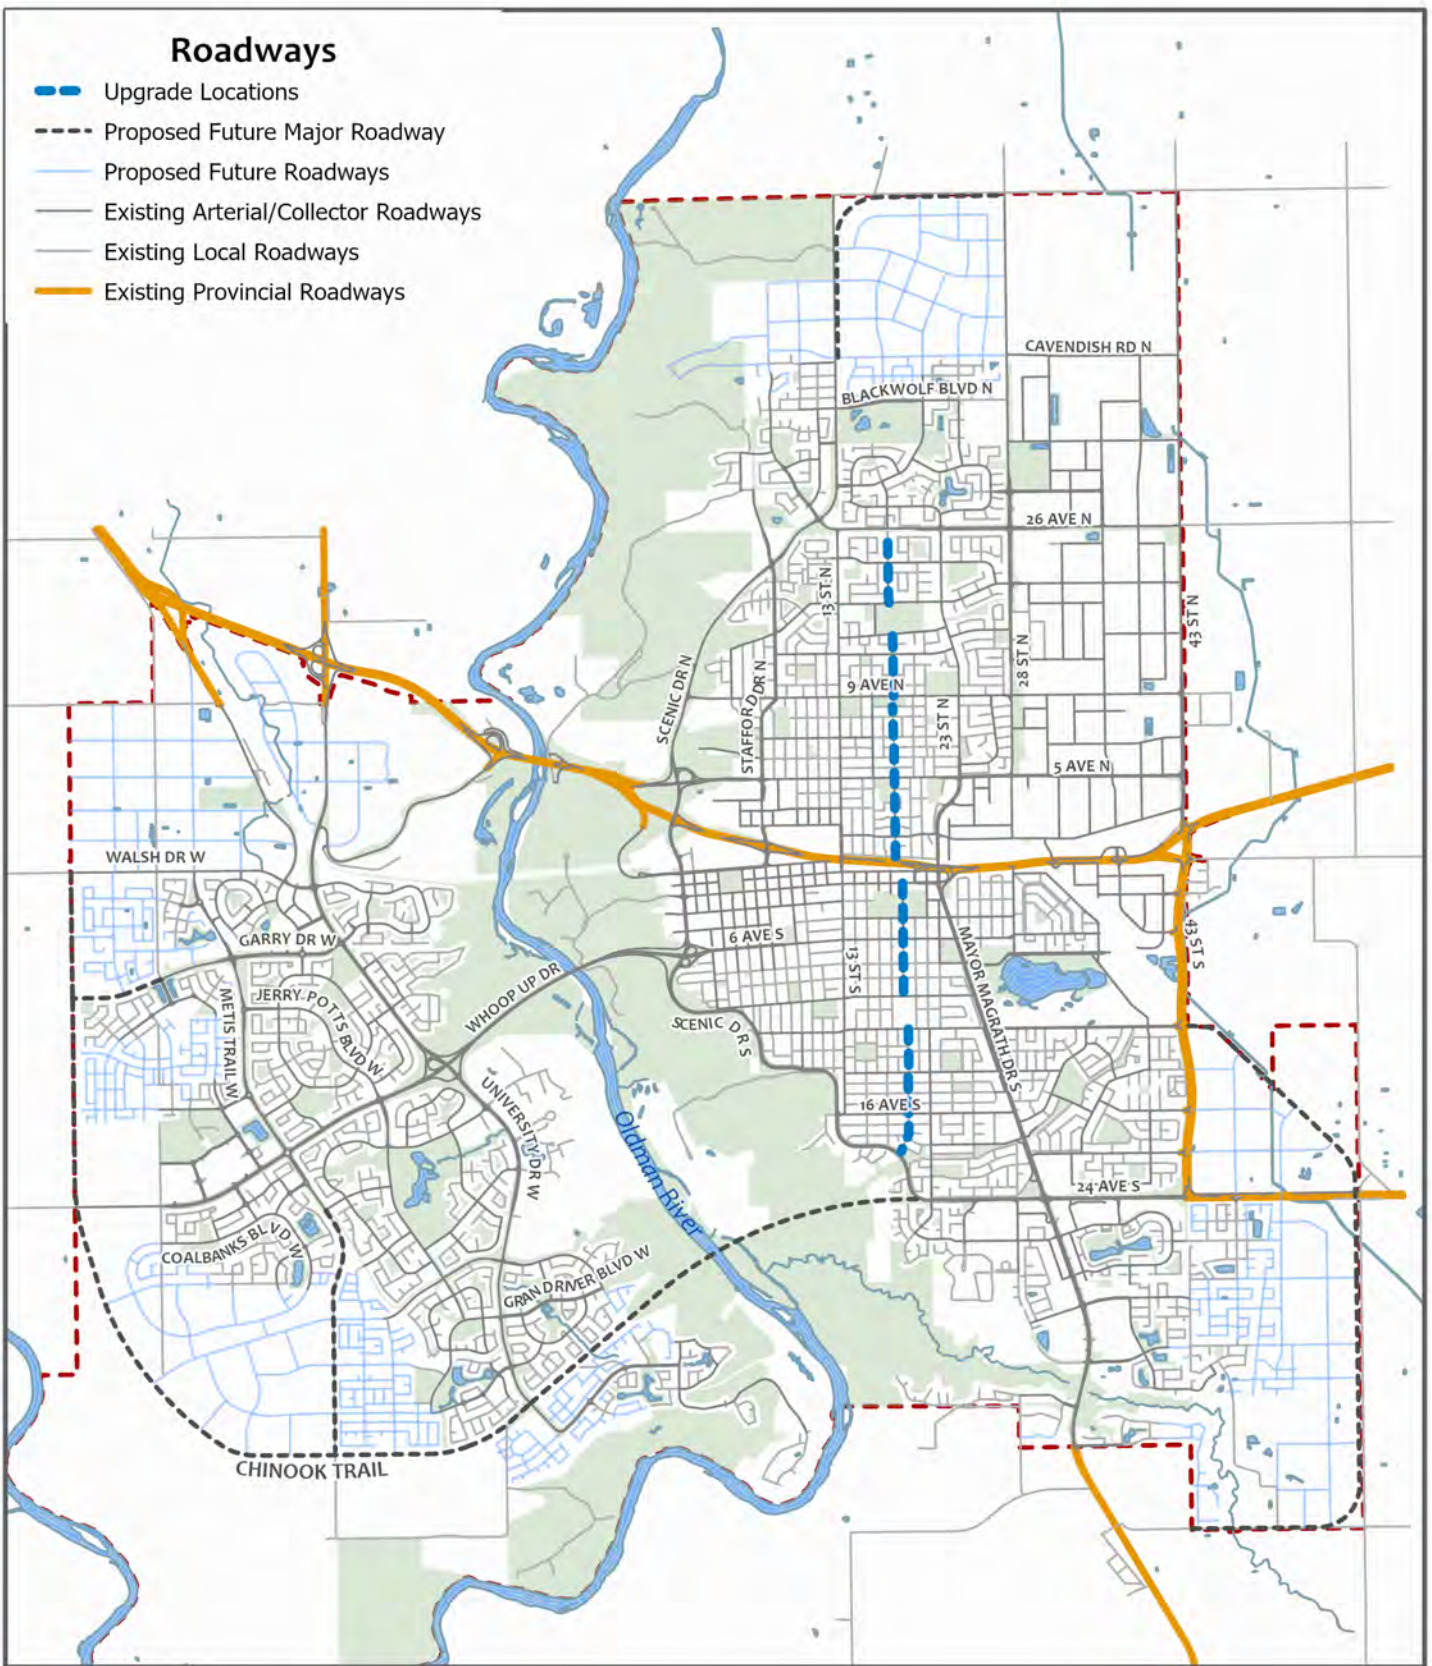 Roadways
Upgrade Locations
Proposed Future Major Roadway
Proposed Future Roadways
Existing Arterial/Collector Roadways
Existing Local Roadways
Existing Provincial Roadways
CAVENDISH RD N
BLACKWOLF BLVD N
26 AVE N
13 ST N
43 ST N
28 ST N
SCENIC DR N
STAFFORD DR N
9 AVE N
23 ST N
5 AVE N
WALSH DR W
GARRY DR W
6 AVE S
13 ST S
MAYOR MAGRATH DR S
43 ST S
METIS TRAIL W
JERRY POTTS BLVD W
WHOOP UP DR
SCENIC DR S
UNIVERSITY DR W
16 AVE S
Oldman River
24 AVE S
COALBANKS BLVD W
GRAND RIVER BLVD W
CHINOOK TRAIL